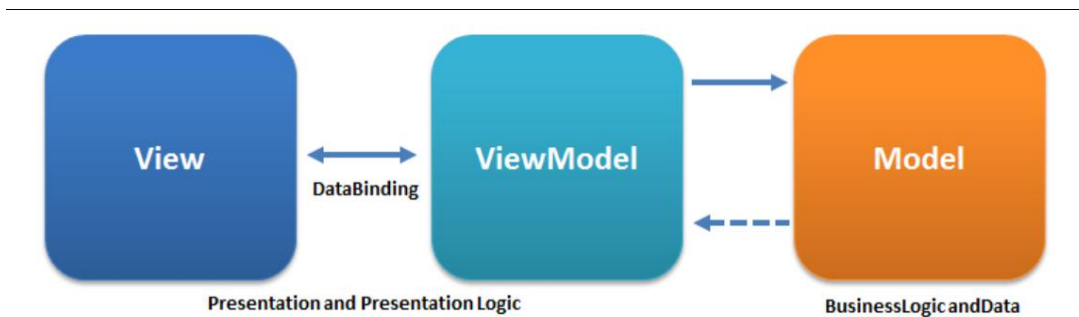 View
ViewModel
Model
DataBinding
Presentation and Presentation Logic
BusinessLogic andData